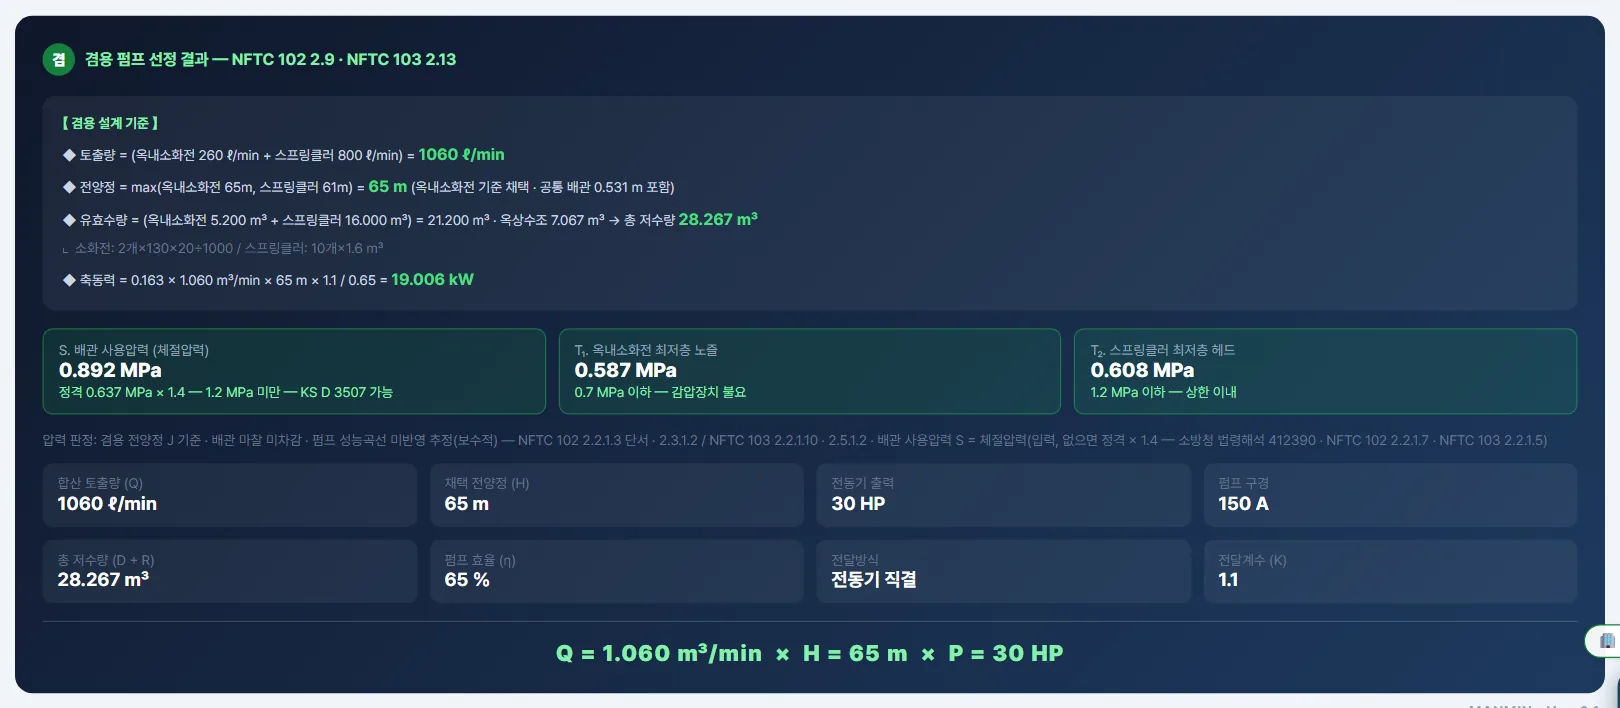 겸 겸용 펌프 선정 결과 — NFTC 102 2.9 · NFTC 103 2.13
【 겸용 설계 기준 】
◆ 토출량 = (옥내소화전 260 ℓ/min + 스프링클러 800 ℓ/min) = 1060 ℓ/min
◆ 전양정 = max(옥내소화전 65m, 스프링클러 61m) = 65 m (옥내소화전 기준 채택 · 공통 배관 0.531 m 포함)
◆ 유효수량 = (옥내소화전 5.200 m³ + 스프링클러 16.000 m³) = 21.200 m³ · 옥상수조 7.067 m³ → 총 저수량 28.267 m³
ㄴ 소화전: 2개×130×20÷1000 / 스프링클러: 10개×1.6 m³
◆ 축동력 = 0.163 × 1.060 m³/min × 65 m × 1.1 / 0.65 = 19.006 kW
S. 배관 사용압력 (체절압력)
0.892 MPa
정격 0.637 MPa × 1.4 — 1.2 MPa 미만 — KS D 3507 가능
T₁. 옥내소화전 최저층 노즐
0.587 MPa
0.7 MPa 이하 — 감압장치 불요
T₂. 스프링클러 최저층 헤드
0.608 MPa
1.2 MPa 이하 — 상한 이내
압력 판정: 겸용 전양정 J 기준 · 배관 마찰 미차감 · 펌프 성능곡선 미반영 추정(보수적) — NFTC 102 2.2.1.3 단서 · 2.3.1.2 / NFTC 103 2.2.1.10 · 2.5.1.2 · 배관 사용압력 S = 체절압력(입력, 없으면 정격 × 1.4 — 소방청 법령해석 412390 · NFTC 102 2.2.1.7 · NFTC 103 2.2.1.5)
합산 토출량 (Q)
1060 ℓ/min
채택 전양정 (H)
65 m
전동기 출력
30 HP
펌프 구경
150 A
총 저수량 (D + R)
28.267 m³
펌프 효율 (η)
65 %
전달방식
전동기 직결
전달계수 (K)
1.1
Q = 1.060 m³/min × H = 65 m × P = 30 HP